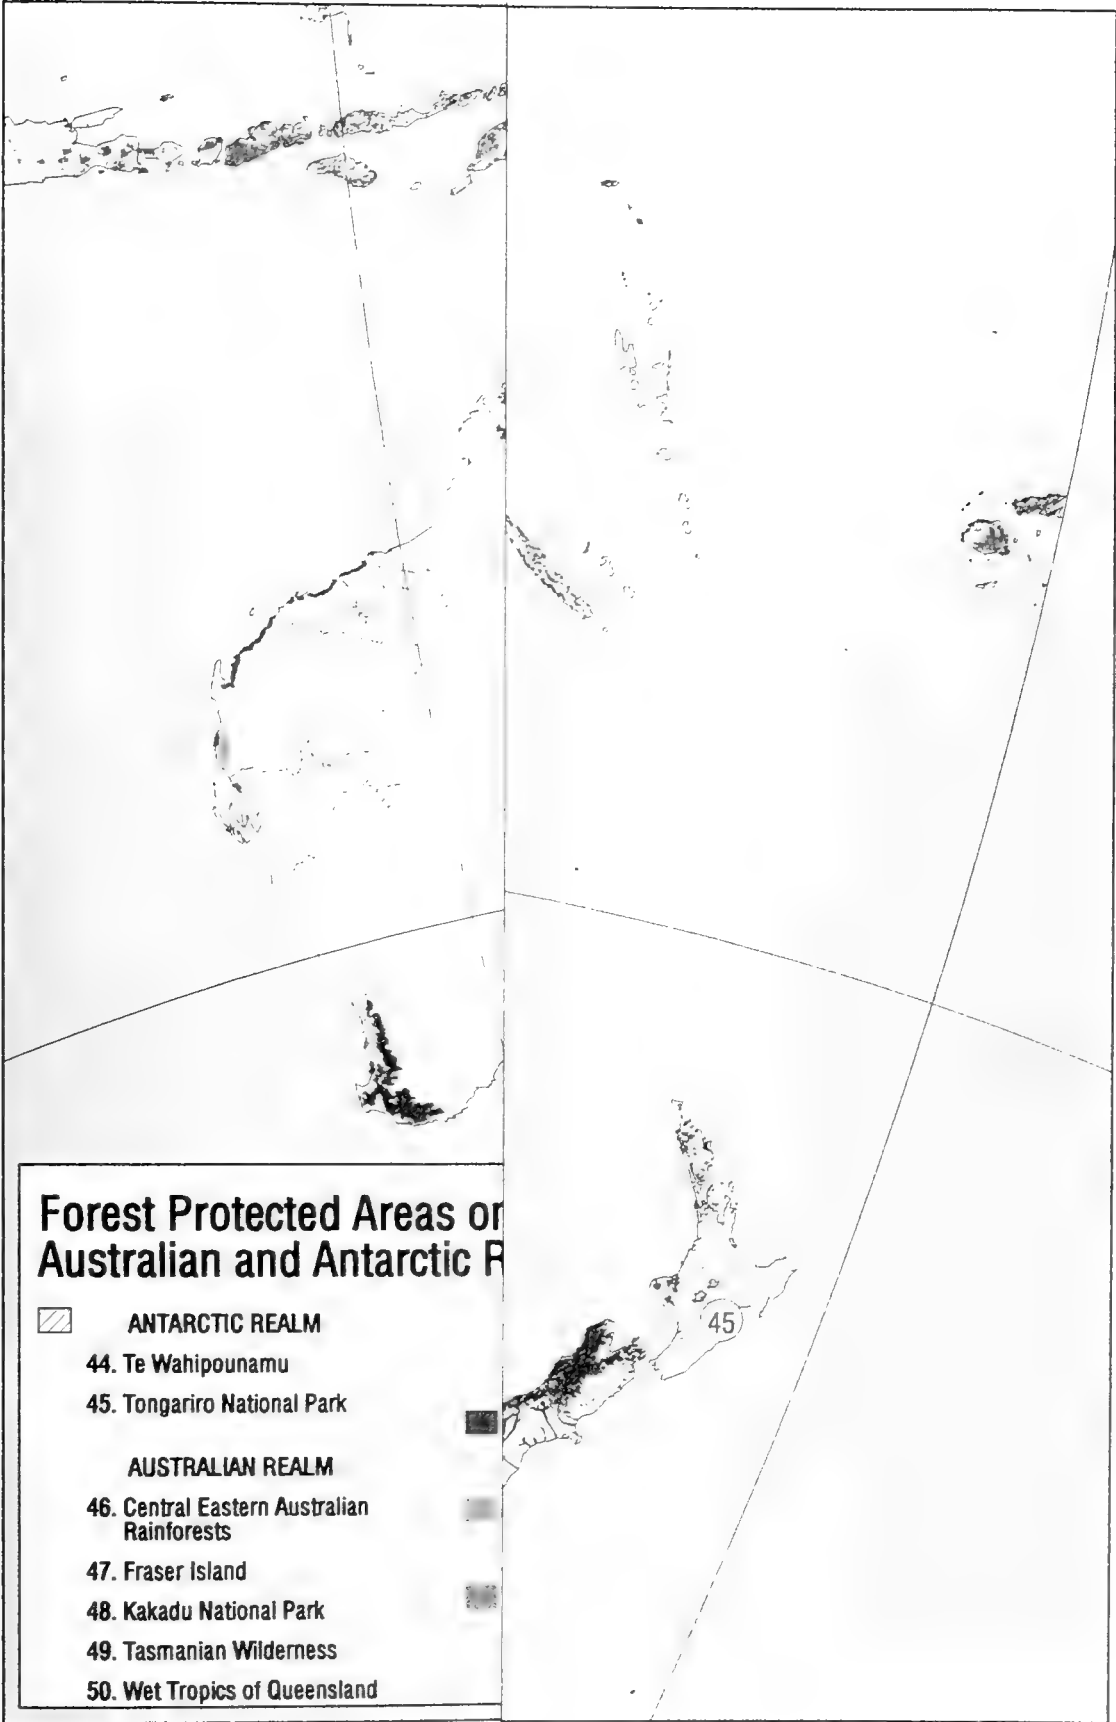 Forest Protected Areas or
Australian and Antarctic R
ANTARCTIC REALM
44. Te Wahipounamu
45. Tongariro National Park
AUSTRALIAN REALM
46. Central Eastern Australian
Rainforests
47. Fraser Island
48. Kakadu National Park
49. Tasmanian Wilderness
50. Wet Tropics of Queensland
45